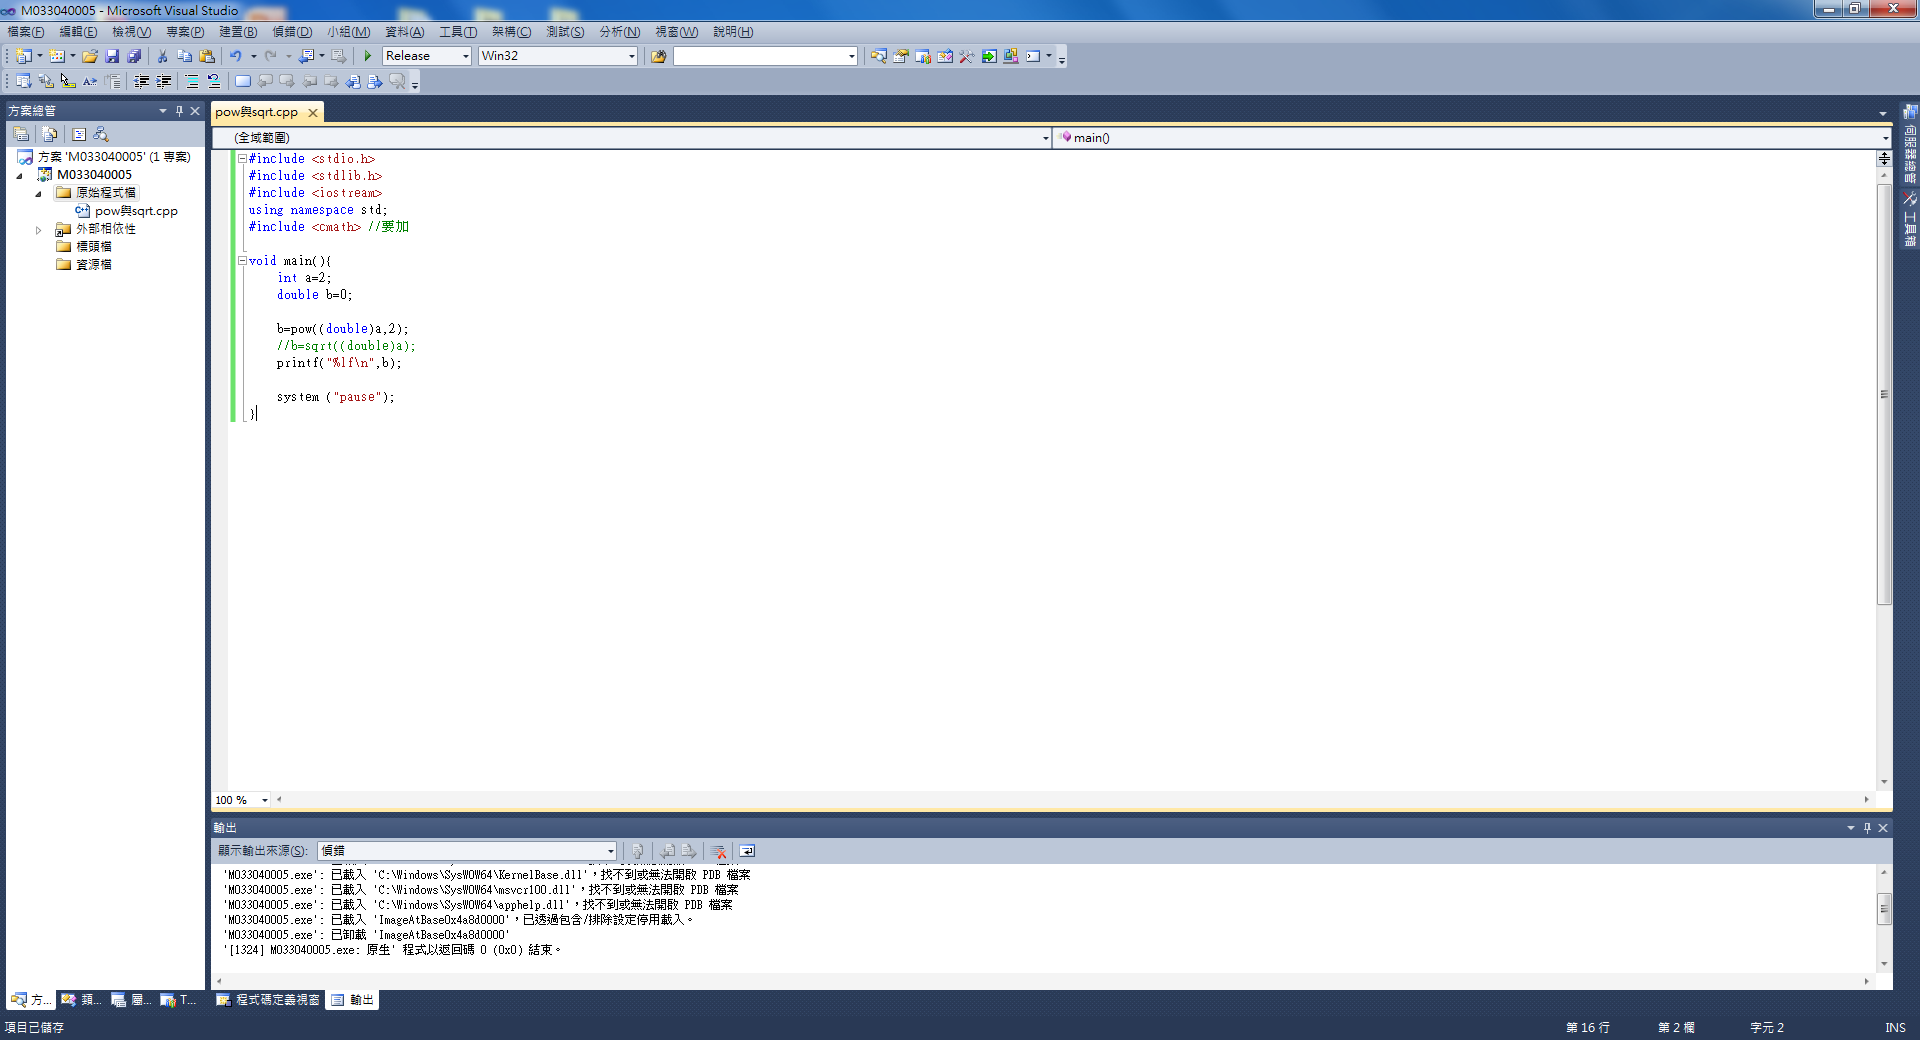 M033040005 - Microsoft Visual Studio
檔案(F) 編輯(E) 檢視(V) 專案(P) 建置(B) 偵錯(D) 小組(M) 資料(A) 工具(T) 架構(C) 測試(S) 分析(N) 視窗(W) 說明(H)
Release Win32
方案總管
方案 'M033040005' (1 專案)
M033040005
原始程式檔
pow與sqrt.cpp
外部相依性
標頭檔
資源檔
pow與sqrt.cpp
(全域範圍) main()
#include <stdio.h>
#include <stdlib.h>
#include <iostream>
using namespace std;
#include <cmath> //要加
void main(){
int a=2;
double b=0;
b=pow((double)a,2);
//b=sqrt((double)a);
printf("%lf\n",b);
system ("pause");
}
100 %
伺服器總管
工具箱
輸出
顯示輸出來源(S): 偵錯
'M033040005.exe': 已載入 'C:\Windows\SysWOW64\KernelBase.dll'，找不到或無法開啟 PDB 檔案
'M033040005.exe': 已載入 'C:\Windows\SysWOW64\msvcr100.dll'，找不到或無法開啟 PDB 檔案
'M033040005.exe': 已載入 'C:\Windows\SysWOW64\apphelp.dll'，找不到或無法開啟 PDB 檔案
'M033040005.exe': 已載入 'ImageAtBase0x4a8d0000'，已透過包含/排除設定停用載入。
'M033040005.exe': 已卸載 'ImageAtBase0x4a8d0000'
'[1324] M033040005.exe: 原生' 程式以返回碼 0 (0x0) 結束。
方... 類... 屬... T... 程式碼定義視窗 輸出
項目已儲存 第 16 行 第 2 欄 字元 2 INS